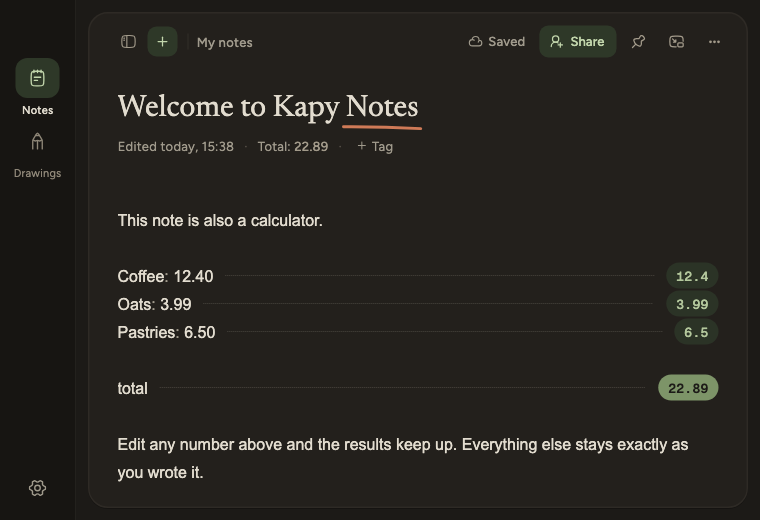 My notes
Saved
Share
Notes
Drawings
Welcome to Kapy Notes
Edited today, 15:38 · Total: 22.89 · + Tag
This note is also a calculator.
Coffee: 12.40 12.4
Oats: 3.99 3.99
Pastries: 6.50 6.5
total 22.89
Edit any number above and the results keep up. Everything else stays exactly as
you wrote it.